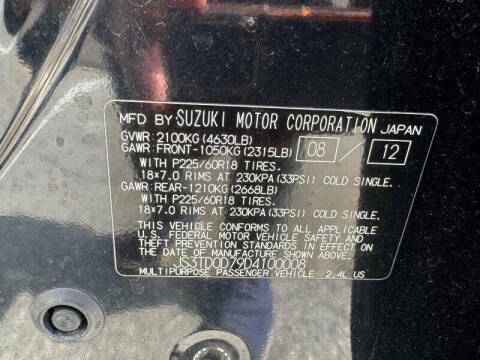 MFD BY SUZUKI MOTOR CORPORATION JAPAN
GVWR: 2100KG (4630LB)
GAWR: FRONT-1050KG (2315LB) 08 / 12
WITH P225/60R18 TIRES.
18×7.0 RIMS AT 230KPA (33PSI) COLD SINGLE.
GAWR: REAR-1210KG (2668LB)
WITH P225/60R18 TIRES.
18×7.0 RIMS AT 230KPA (33PSI) COLD SINGLE.
THIS VEHICLE CONFORMS TO ALL APPLICABLE
U.S. FEDERAL MOTOR VEHICLE SAFETY AND
THEFT PREVENTION STANDARDS IN EFFECT
ON THE DATE OF MANUFACTURE SHOWN ABOVE.
JS3TD0D79D4100008
MULTIPURPOSE PASSENGER VEHICLE - 2.4L US